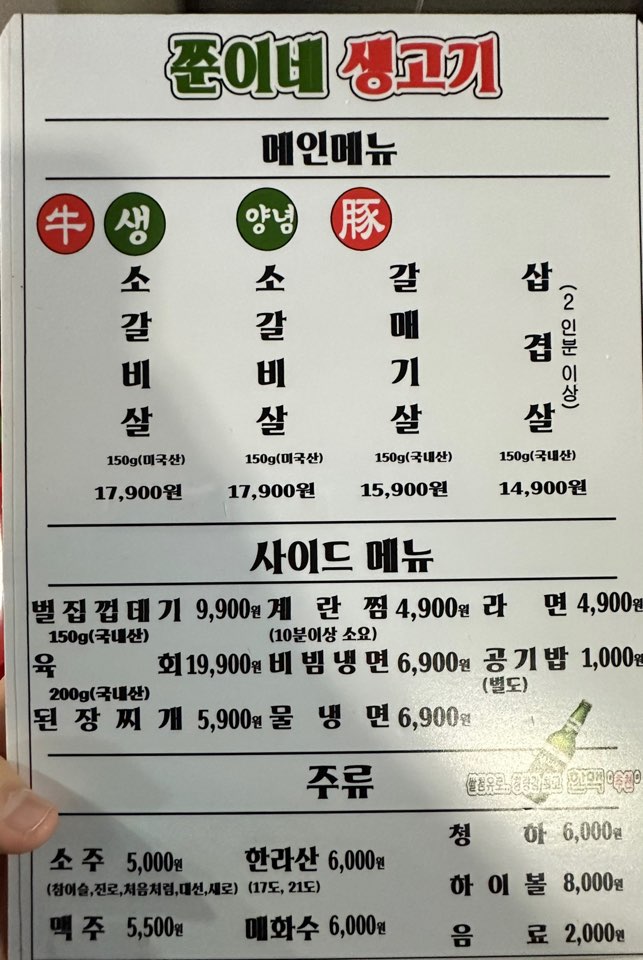 쭌이네 생고기
메인메뉴
牛 생 양념 豚
소갈비살 소갈비살 갈매기살 삼겹살 (2인분 이상)
150g(미국산) 150g(미국산) 150g(국내산) 150g(국내산)
17,900원 17,900원 15,900원 14,900원
사이드 메뉴
벌집껍데기 9,900원 계란찜 4,900원 라면 4,900원
150g(국내산) (10분이상 소요)
육회 19,900원 비빔냉면 6,900원 공기밥 1,000원
200g(국내산) (별도)
된장찌개 5,900원 물냉면 6,900원
주류
한맥
청하 6,000원
소주 5,000원 한라산 6,000원
(참이슬,진로,처음처럼,대선,새로) (17도, 21도)
하이볼 8,000원
맥주 5,500원 매화수 6,000원
음료 2,000원